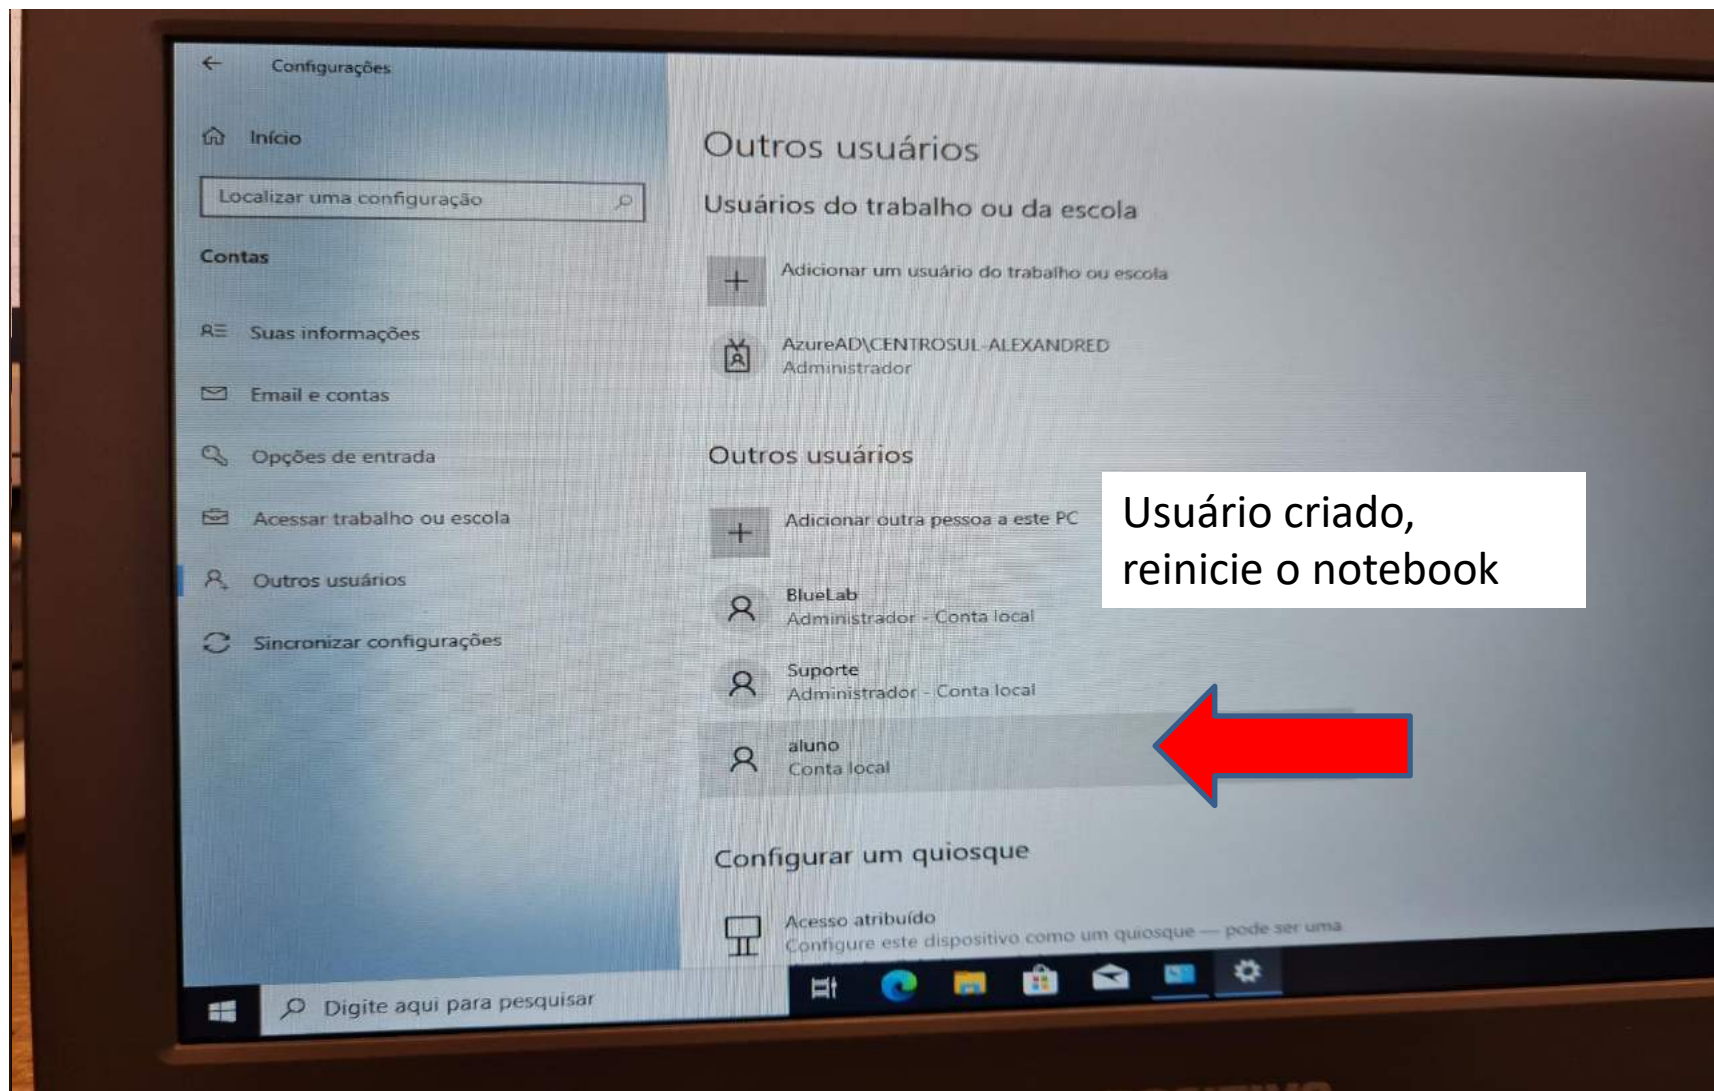 Configurações
Início
Localizar uma configuração
Contas
Suas informações
Email e contas
Opções de entrada
Acessar trabalho ou escola
Outros usuários
Sincronizar configurações
Outros usuários
Usuários do trabalho ou da escola
Adicionar um usuário do trabalho ou escola
AzureAD\CENTROSUL-ALEXANDRED
Administrador
Outros usuários
Adicionar outra pessoa a este PC
BlueLab
Administrador - Conta local
Suporte
Administrador - Conta local
aluno
Conta local
Configurar um quiosque
Acesso atribuído
Configure este dispositivo como um quiosque — pode ser uma
Usuário criado,
reinicie o notebook
Digite aqui para pesquisar